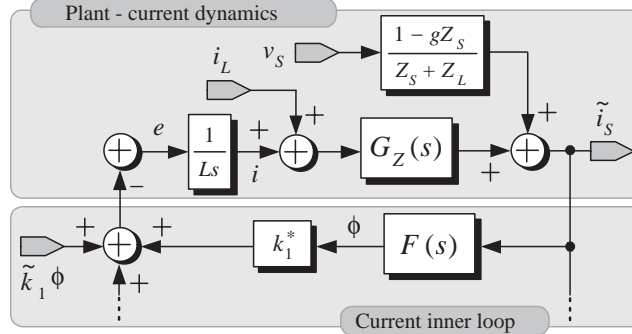 Plant - current dynamics
v_S
1 - gZ_S
Z_S + Z_L
i_L
+
+
ĩ_S
e
1
Ls
+
i
+
G_Z(s)
+
+
−
+
+
+
k̃_1 ϕ
+
+
k_1^*
ϕ
F(s)
Current inner loop